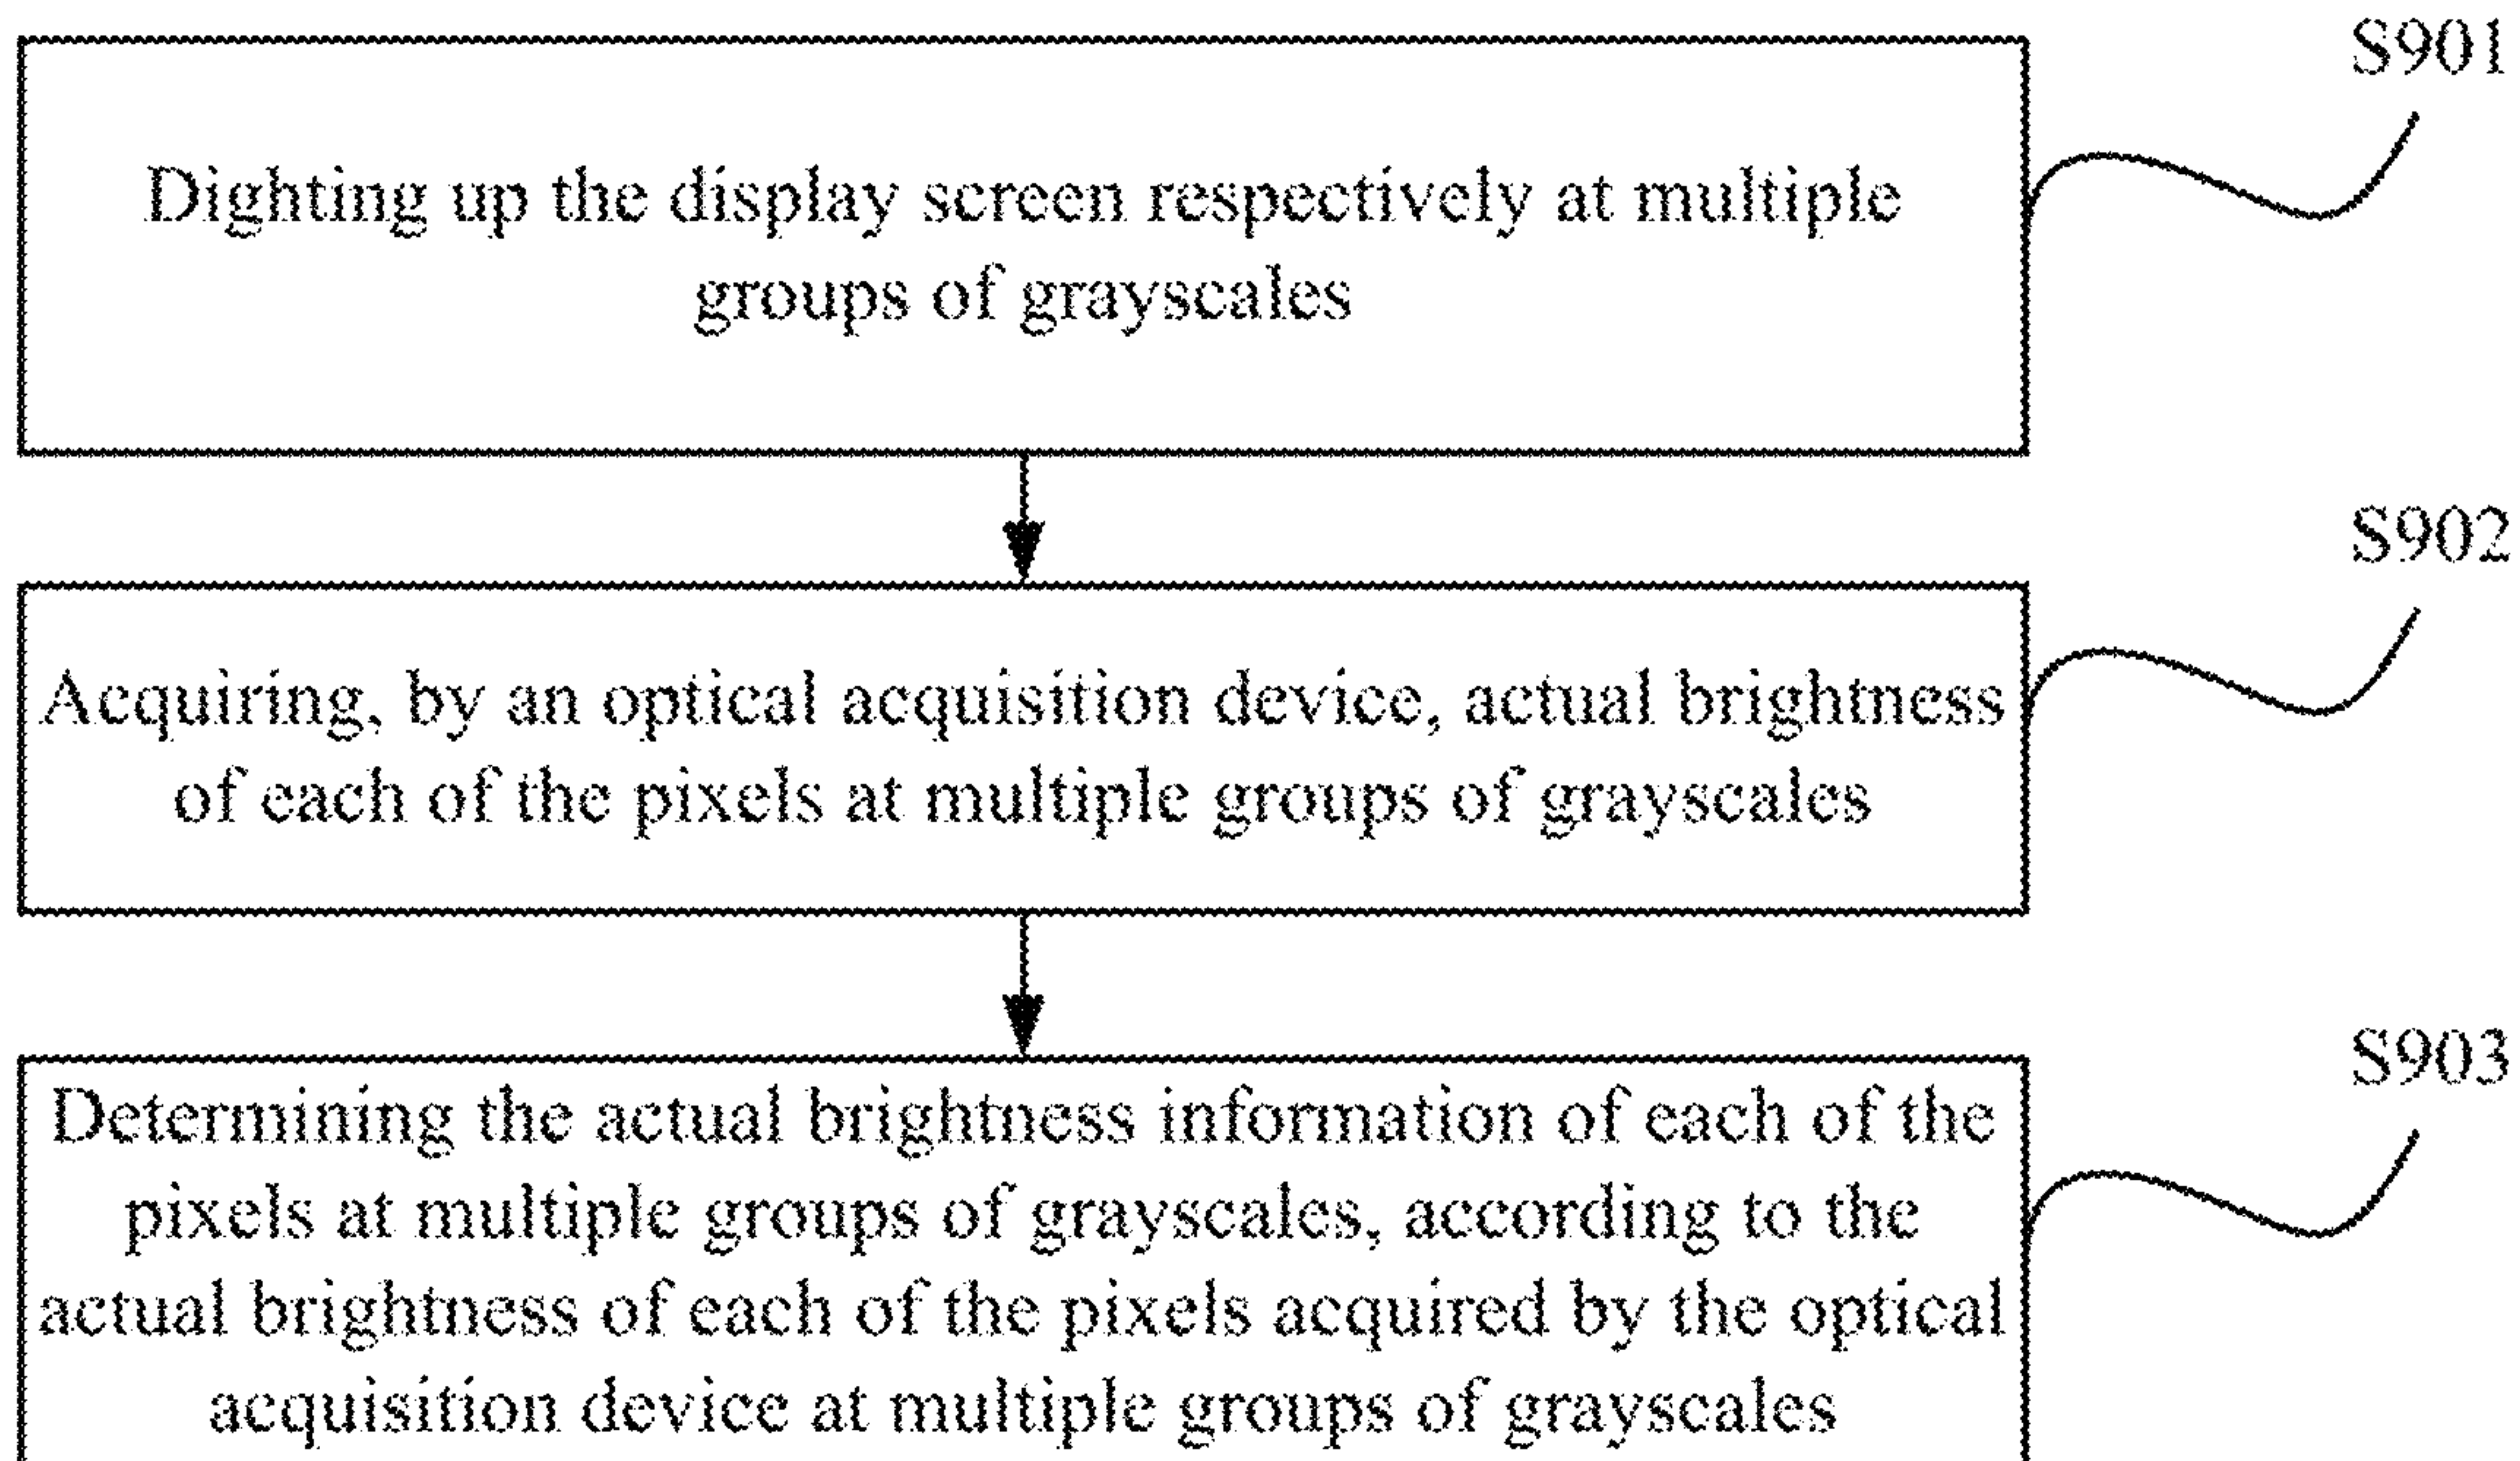 S901
Dighting up the display screen respectively at multiple
groups of grayscales
S902
Acquiring, by an optical acquisition device, actual brightness
of each of the pixels at multiple groups of grayscales
S903
Determining the actual brightness information of each of the
pixels at multiple groups of grayscales, according to the
actual brightness of each of the pixels acquired by the optical
acquisition device at multiple groups of grayscales